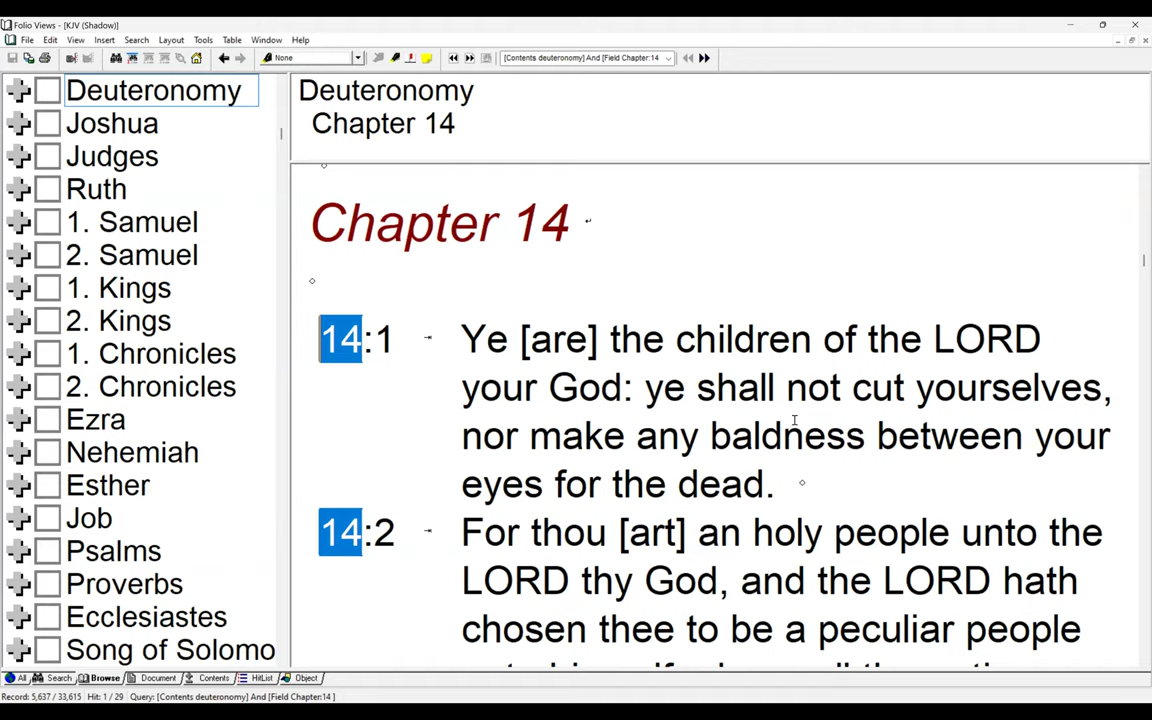 Folio Views - [KJV (Shadow)]
File Edit View Insert Search Layout Tools Table Window Help
None
[Contents deuteronomy] And [Field Chapter:14
Deuteronomy
Joshua
Judges
Ruth
1. Samuel
2. Samuel
1. Kings
2. Kings
1. Chronicles
2. Chronicles
Ezra
Nehemiah
Esther
Job
Psalms
Proverbs
Ecclesiastes
Song of Solomo
Deuteronomy
Chapter 14
Chapter 14
14:1 Ye [are] the children of the LORD
your God: ye shall not cut yourselves,
nor make any baldness between your
eyes for the dead.
14:2 For thou [art] an holy people unto the
LORD thy God, and the LORD hath
chosen thee to be a peculiar people
All Search Browse Document Contents HitList Object
Record: 5,637 / 33,615 Hit: 1 / 29 Query: [Contents deuteronomy] And [Field Chapter:14 ]